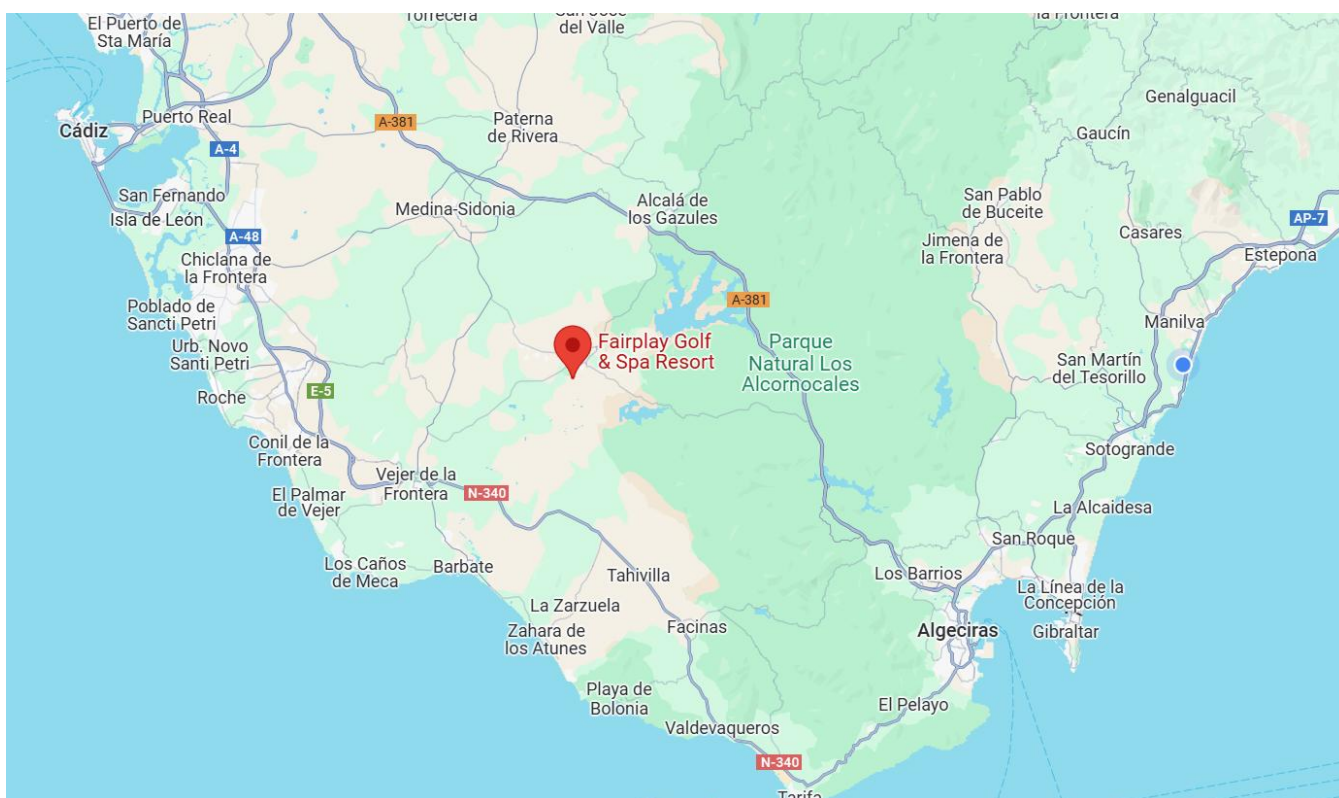 El Puerto de
Sta María
Torrecera
San José
del Valle
la Frontera
Genalguacil
Puerto Real
Cádiz
A-381
Paterna
de Rivera
Gaucín
A-4
San Fernando
Isla de León
Medina-Sidonia
Alcalá de
los Gazules
San Pablo
de Buceite
AP-7
A-48
Jimena de
la Frontera
Casares
Estepona
Chiclana de
la Frontera
Poblado de
Sancti Petri
A-381
Manilva
Urb. Novo
Santi Petri
Fairplay Golf
& Spa Resort
Parque
Natural Los
Alcornocales
San Martín
del Tesorillo
Roche
E-5
Conil de la
Frontera
Sotogrande
Vejer de la
Frontera
N-340
El Palmar
de Vejer
La Alcaidesa
San Roque
Los Caños
de Meca
Barbate
Tahivilla
Los Barrios
La Línea de la
Concepción
La Zarzuela
Zahara de
los Atunes
Facinas
Algeciras
Gibraltar
Playa de
Bolonia
El Pelayo
Valdevaqueros
N-340
Tarifa